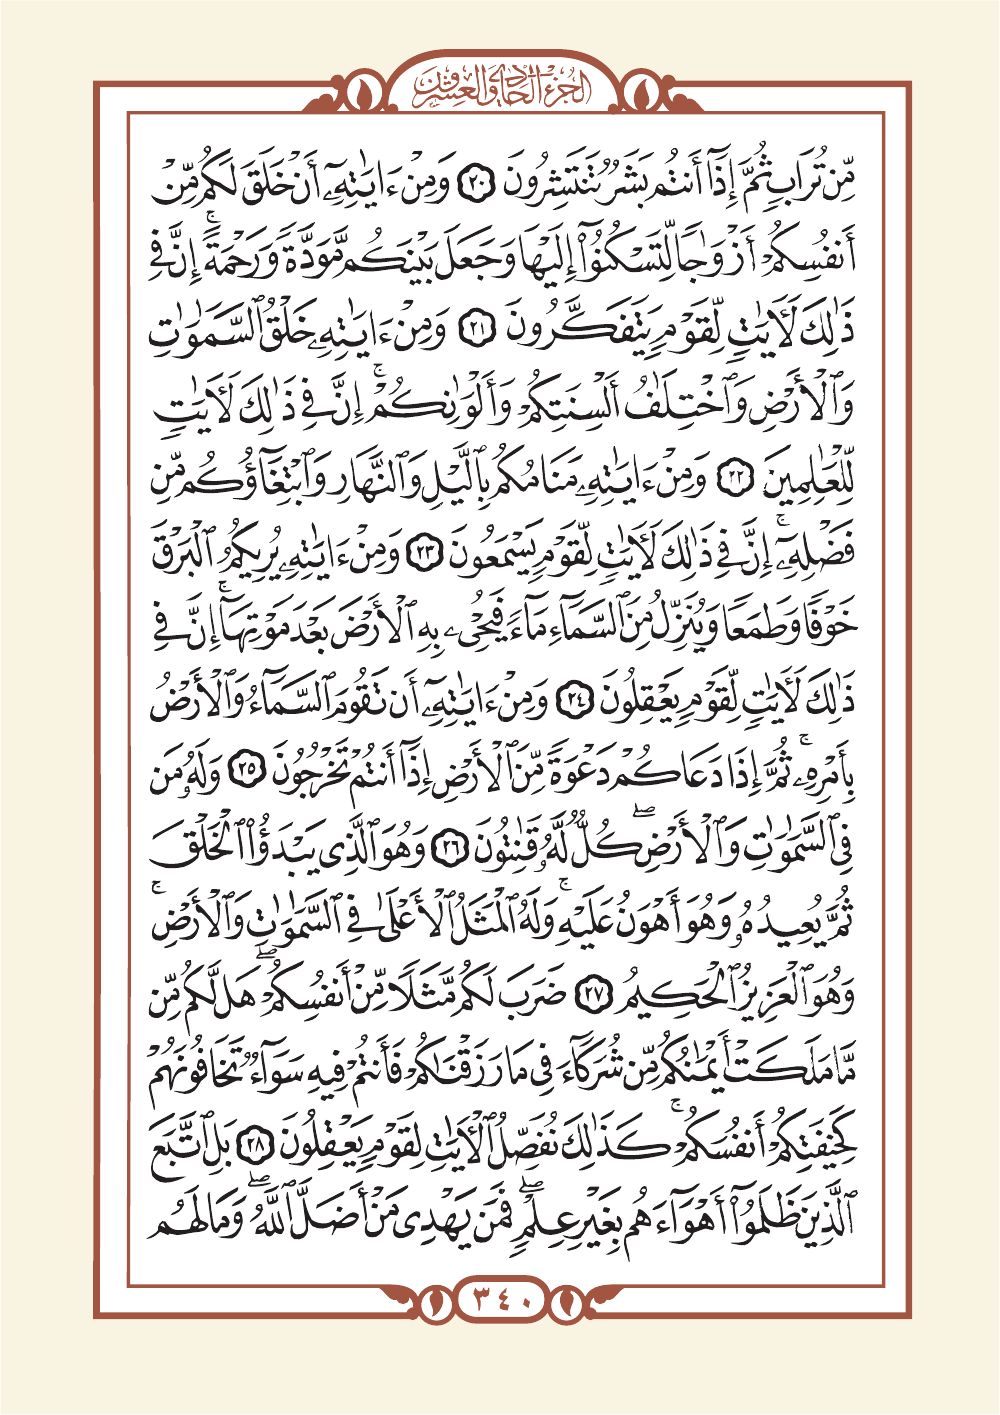 الجزء الحادي والعشرون
مِّن تُرَابٍ ثُمَّ إِذَآ أَنتُم بَشَرٌ تَنتَشِرُونَ ٢٠ وَمِنْ ءَايَٰتِهِۦٓ أَنْ خَلَقَ لَكُم مِّنْ
أَنفُسِكُمْ أَزْوَٰجًا لِّتَسْكُنُوٓا۟ إِلَيْهَا وَجَعَلَ بَيْنَكُم مَّوَدَّةً وَرَحْمَةً ۚ إِنَّ فِى
ذَٰلِكَ لَـَٔايَٰتٍ لِّقَوْمٍ يَتَفَكَّرُونَ ٢١ وَمِنْ ءَايَٰتِهِۦ خَلْقُ ٱلسَّمَٰوَٰتِ
وَٱلْأَرْضِ وَٱخْتِلَٰفُ أَلْسِنَتِكُمْ وَأَلْوَٰنِكُمْ ۚ إِنَّ فِى ذَٰلِكَ لَـَٔايَٰتٍ
لِّلْعَٰلِمِينَ ٢٢ وَمِنْ ءَايَٰتِهِۦ مَنَامُكُم بِٱلَّيْلِ وَٱلنَّهَارِ وَٱبْتِغَآؤُكُم مِّن
فَضْلِهِۦٓ ۚ إِنَّ فِى ذَٰلِكَ لَـَٔايَٰتٍ لِّقَوْمٍ يَسْمَعُونَ ٢٣ وَمِنْ ءَايَٰتِهِۦ يُرِيكُمُ ٱلْبَرْقَ
خَوْفًا وَطَمَعًا وَيُنَزِّلُ مِنَ ٱلسَّمَآءِ مَآءً فَيُحْىِۦ بِهِ ٱلْأَرْضَ بَعْدَ مَوْتِهَآ ۚ إِنَّ فِى
ذَٰلِكَ لَـَٔايَٰتٍ لِّقَوْمٍ يَعْقِلُونَ ٢٤ وَمِنْ ءَايَٰتِهِۦٓ أَن تَقُومَ ٱلسَّمَآءُ وَٱلْأَرْضُ
بِأَمْرِهِۦ ۚ ثُمَّ إِذَا دَعَاكُمْ دَعْوَةً مِّنَ ٱلْأَرْضِ إِذَآ أَنتُمْ تَخْرُجُونَ ٢٥ وَلَهُۥ مَن
فِى ٱلسَّمَٰوَٰتِ وَٱلْأَرْضِ ۖ كُلٌّ لَّهُۥ قَٰنِتُونَ ٢٦ وَهُوَ ٱلَّذِى يَبْدَؤُا۟ ٱلْخَلْقَ
ثُمَّ يُعِيدُهُۥ وَهُوَ أَهْوَنُ عَلَيْهِ ۚ وَلَهُ ٱلْمَثَلُ ٱلْأَعْلَىٰ فِى ٱلسَّمَٰوَٰتِ وَٱلْأَرْضِ ۚ
وَهُوَ ٱلْعَزِيزُ ٱلْحَكِيمُ ٢٧ ضَرَبَ لَكُم مَّثَلًا مِّنْ أَنفُسِكُمْ ۖ هَل لَّكُم مِّن
مَّا مَلَكَتْ أَيْمَٰنُكُم مِّن شُرَكَآءَ فِى مَا رَزَقْنَٰكُمْ فَأَنتُمْ فِيهِ سَوَآءٌ تَخَافُونَهُمْ
كَخِيفَتِكُمْ أَنفُسَكُمْ ۚ كَذَٰلِكَ نُفَصِّلُ ٱلْـَٔايَٰتِ لِقَوْمٍ يَعْقِلُونَ ٢٨ بَلِ ٱتَّبَعَ
ٱلَّذِينَ ظَلَمُوٓا۟ أَهْوَآءَهُم بِغَيْرِ عِلْمٍ ۖ فَمَن يَهْدِى مَنْ أَضَلَّ ٱللَّهُ ۖ وَمَا لَهُم
٣٤٠